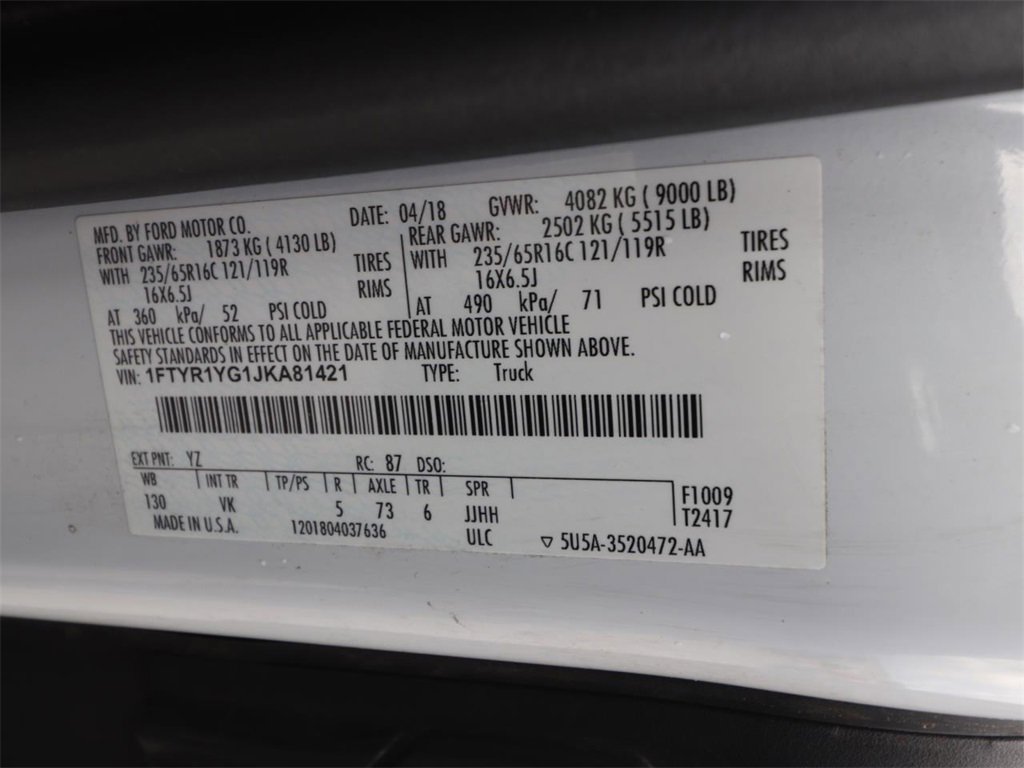 MFD. BY FORD MOTOR CO. DATE: 04/18 GVWR: 4082 KG ( 9000 LB)
FRONT GAWR: 1873 KG ( 4130 LB) REAR GAWR: 2502 KG ( 5515 LB)
WITH 235/65R16C 121/119R TIRES WITH 235/65R16C 121/119R TIRES
16X6.5J RIMS 16X6.5J RIMS
AT 360 kPa/ 52 PSI COLD AT 490 kPa/ 71 PSI COLD
THIS VEHICLE CONFORMS TO ALL APPLICABLE FEDERAL MOTOR VEHICLE
SAFETY STANDARDS IN EFFECT ON THE DATE OF MANUFACTURE SHOWN ABOVE.
VIN: 1FTYR1YG1JKA81421 TYPE: Truck
EXT PNT: YZ RC: 87 DSO:
WB INT TR TP/PS R AXLE TR SPR F1009
130 VK 5 73 6 JJHH T2417
MADE IN U.S.A. 1201804037636 ULC ▽ 5U5A-3520472-AA